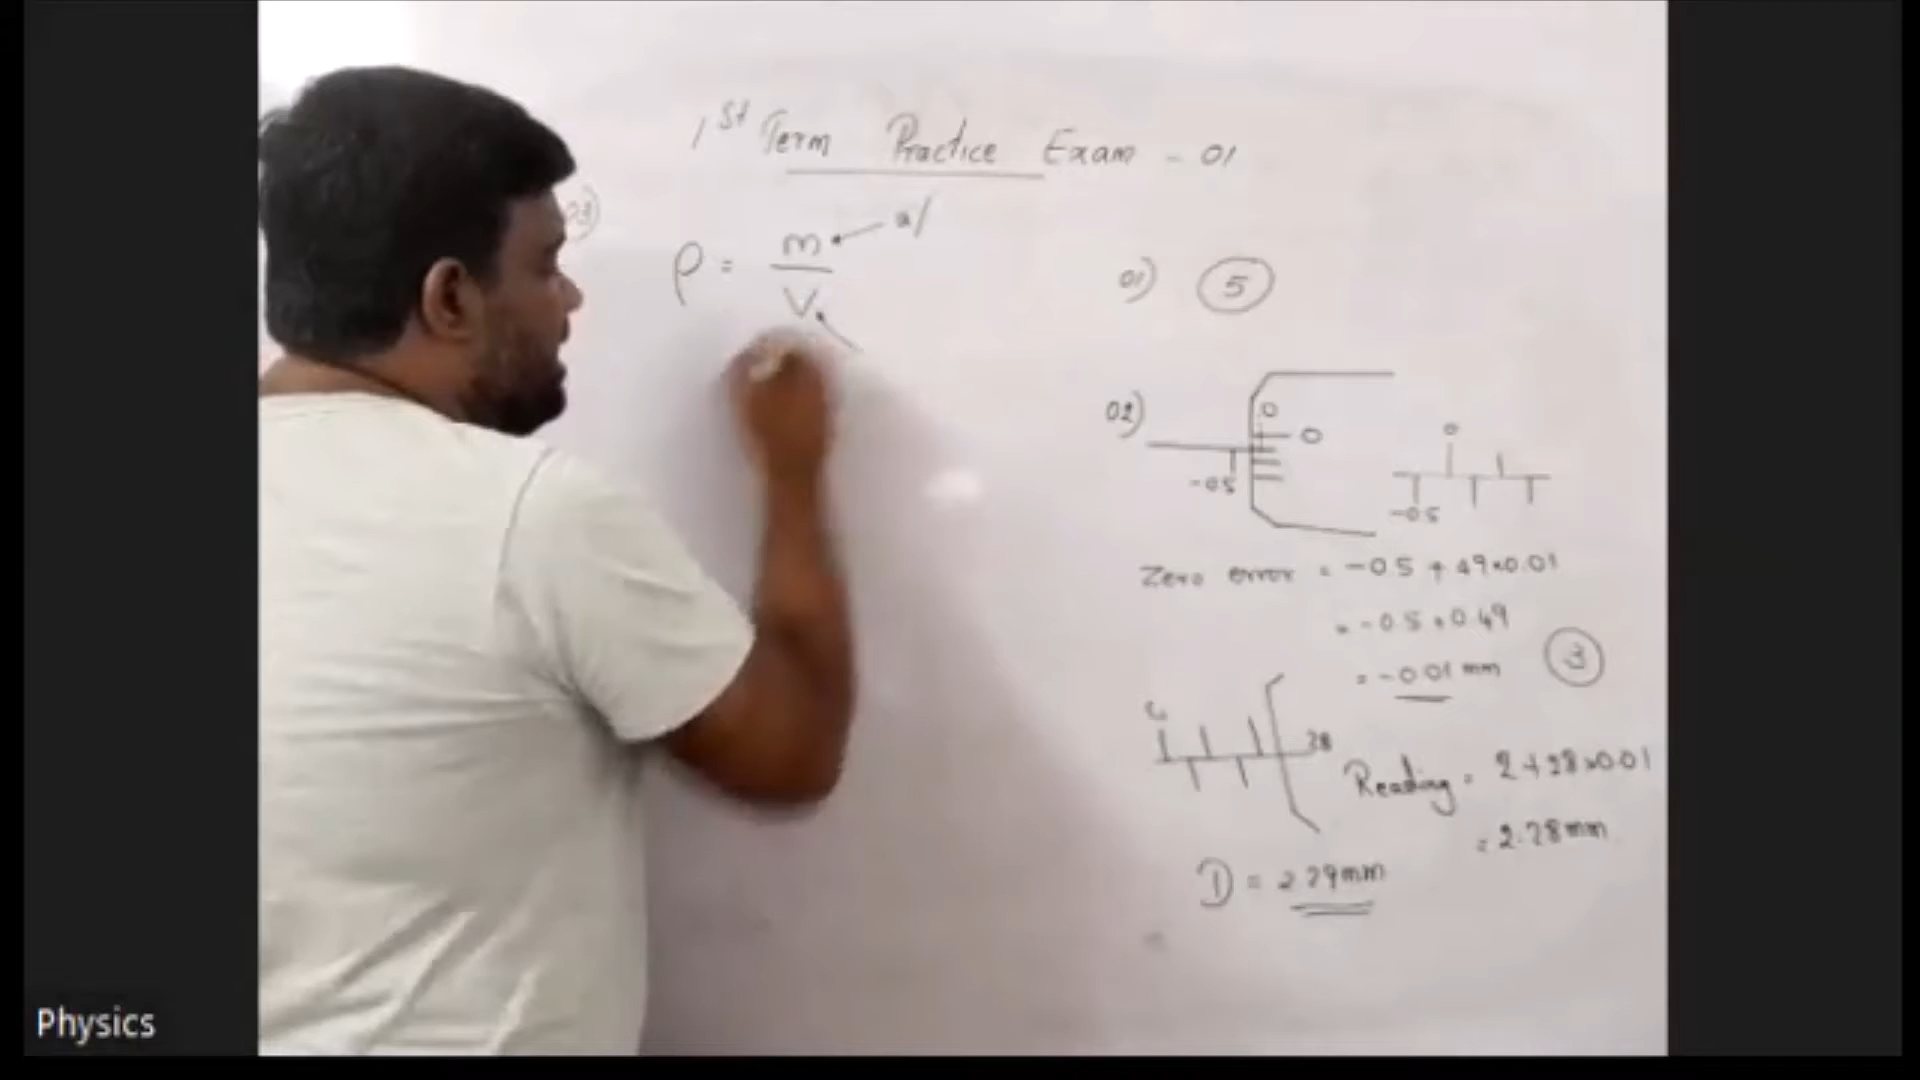 1st Term Practice Exam - 01
03)
ρ = m/V
a/
01) 5
02)
0
0
-0.5
0
-0.5
Zero error = -0.5 + 49×0.01
= -0.5+0.49
= -0.01 mm
3
28
Reading = 2+28×0.01
= 2.28mm
D = 2.29mm
Physics